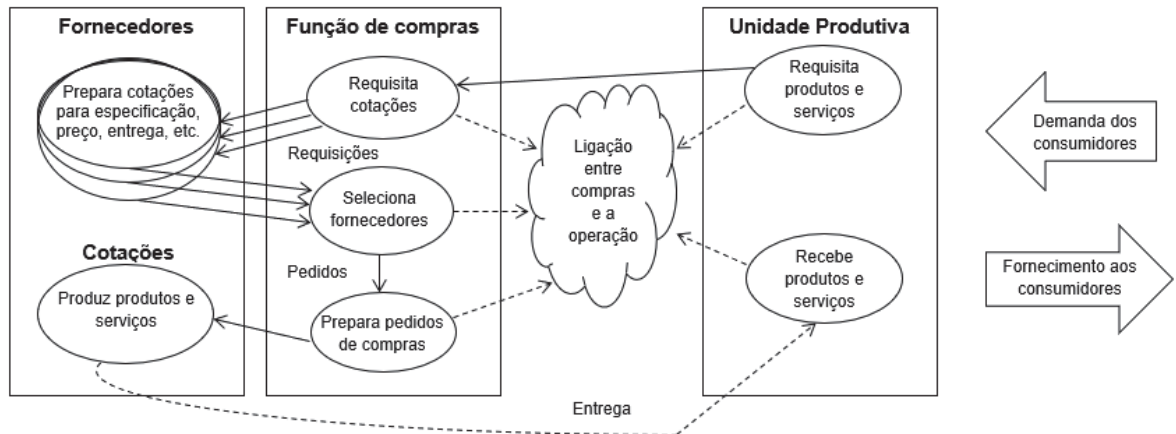 Fornecedores
Prepara cotações
para especificação,
preço, entrega, etc.
Cotações
Produz produtos e
serviços
Função de compras
Requisita
cotações
Requisições
Seleciona
fornecedores
Pedidos
Prepara pedidos
de compras
Ligação
entre
compras
e a
operação
Unidade Produtiva
Requisita
produtos e
serviços
Recebe
produtos e
serviços
Entrega
Demanda dos
consumidores
Fornecimento aos
consumidores